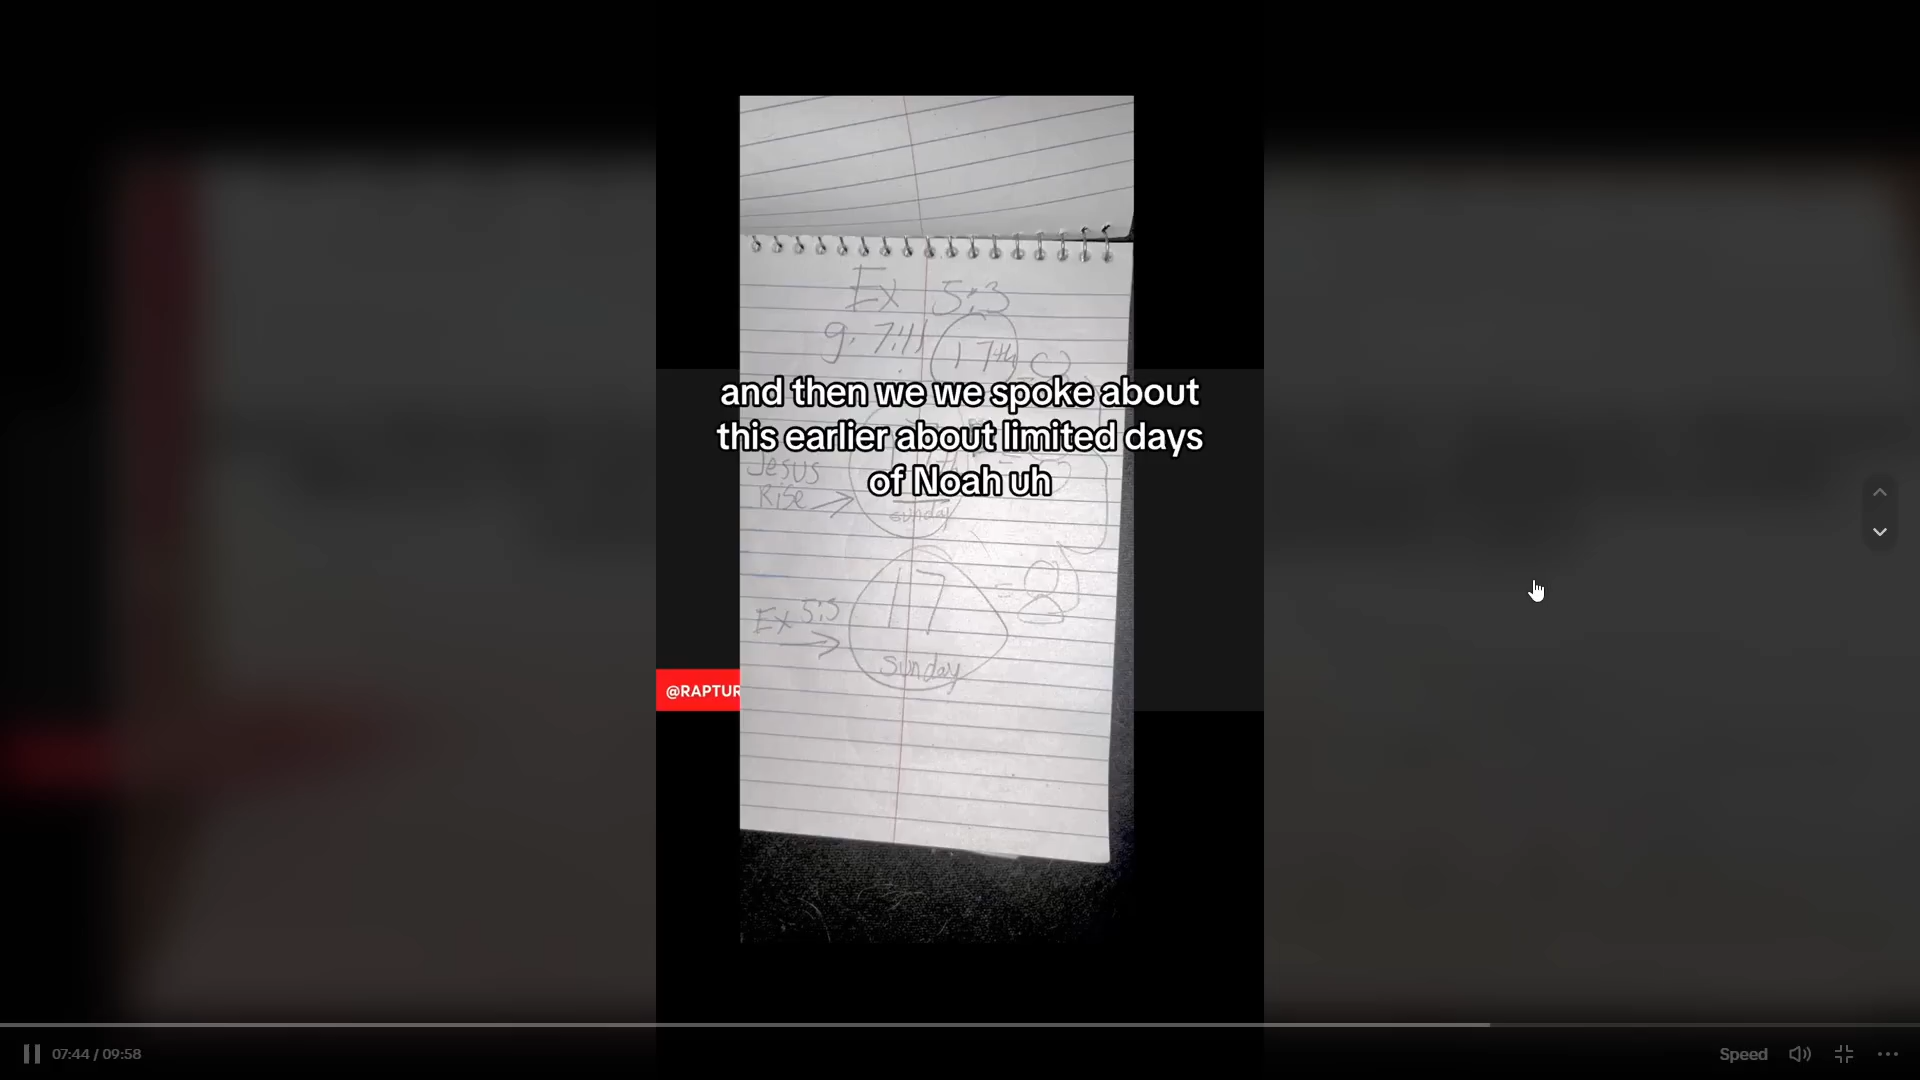 Ex 5:3
g. 7:11 17th
and then we we spoke about
this earlier about limited days
of Noah uh
Jesus
Rise
sunday
17 = 8
Ex 5:3
Sunday
@RAPTUR
07:44 / 09:58
Speed